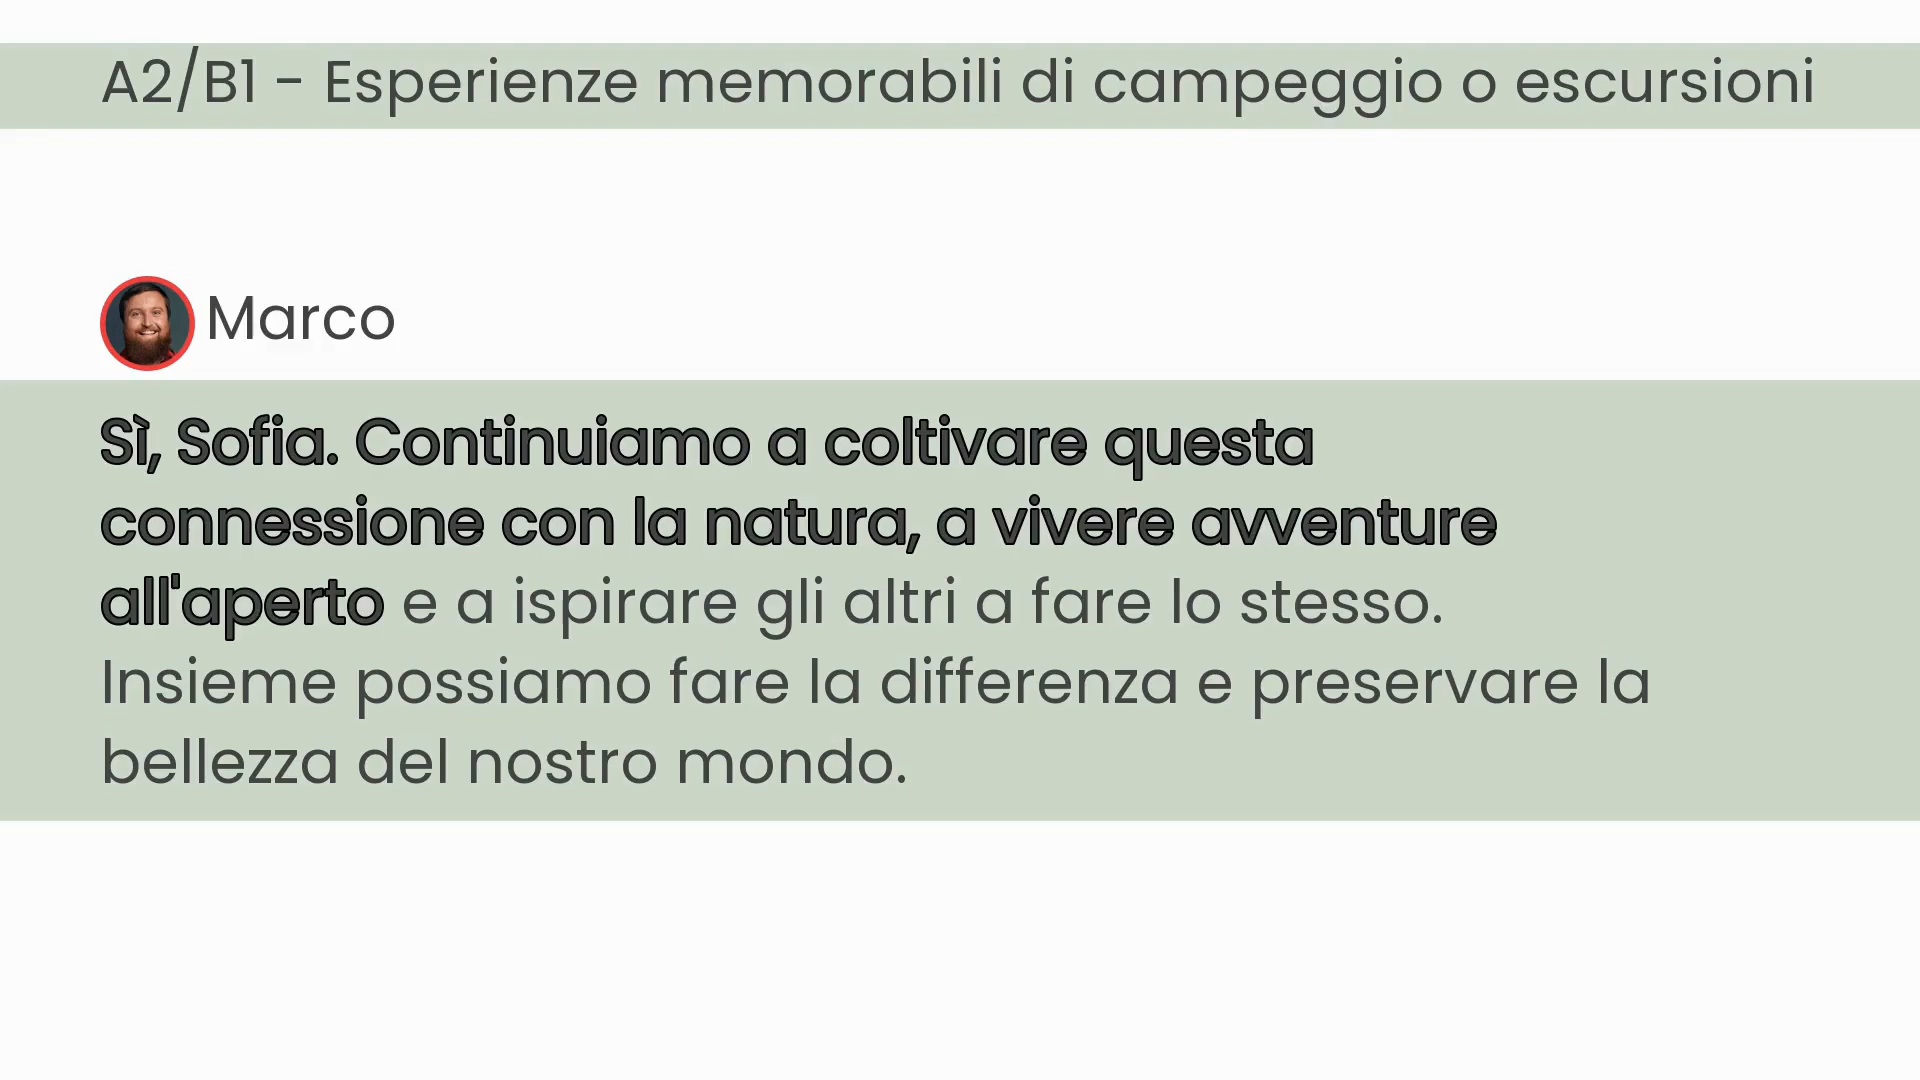 A2/B1 - Esperienze memorabili di campeggio o escursioni
Marco
Sì, Sofia. Continuiamo a coltivare questa
connessione con la natura, a vivere avventure
all'aperto e a ispirare gli altri a fare lo stesso.
Insieme possiamo fare la differenza e preservare la
bellezza del nostro mondo.